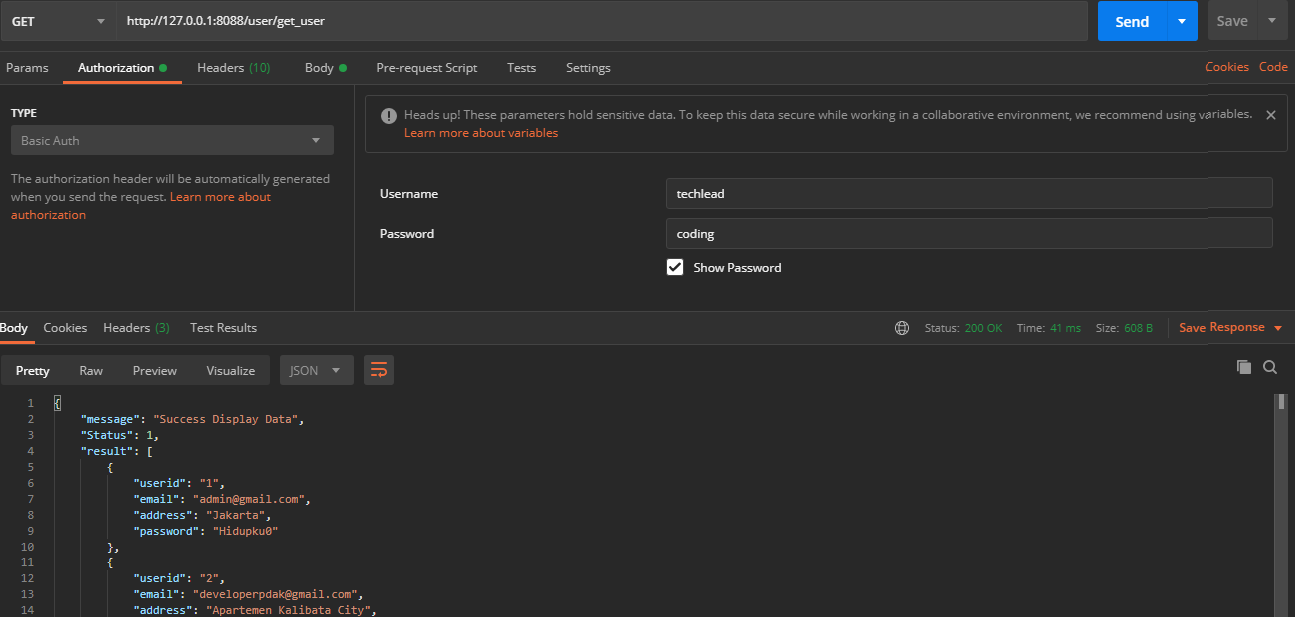 GET http://127.0.0.1:8088/user/get_user Send Save
Params Authorization Headers (10) Body Pre-request Script Tests Settings Cookies Code
TYPE
Basic Auth
The authorization header will be automatically generated
when you send the request. Learn more about
authorization
Heads up! These parameters hold sensitive data. To keep this data secure while working in a collaborative environment, we recommend using variables.
Learn more about variables
Username techlead
Password coding
Show Password
Body Cookies Headers (3) Test Results Status: 200 OK Time: 41 ms Size: 608 B Save Response
Pretty Raw Preview Visualize JSON
1 {
2 "message": "Success Display Data",
3 "Status": 1,
4 "result": [
5 {
6 "userid": "1",
7 "email": "admin@gmail.com",
8 "address": "Jakarta",
9 "password": "Hidupku0"
10 },
11 {
12 "userid": "2",
13 "email": "developerpdak@gmail.com",
14 "address": "Apartemen Kalibata City",